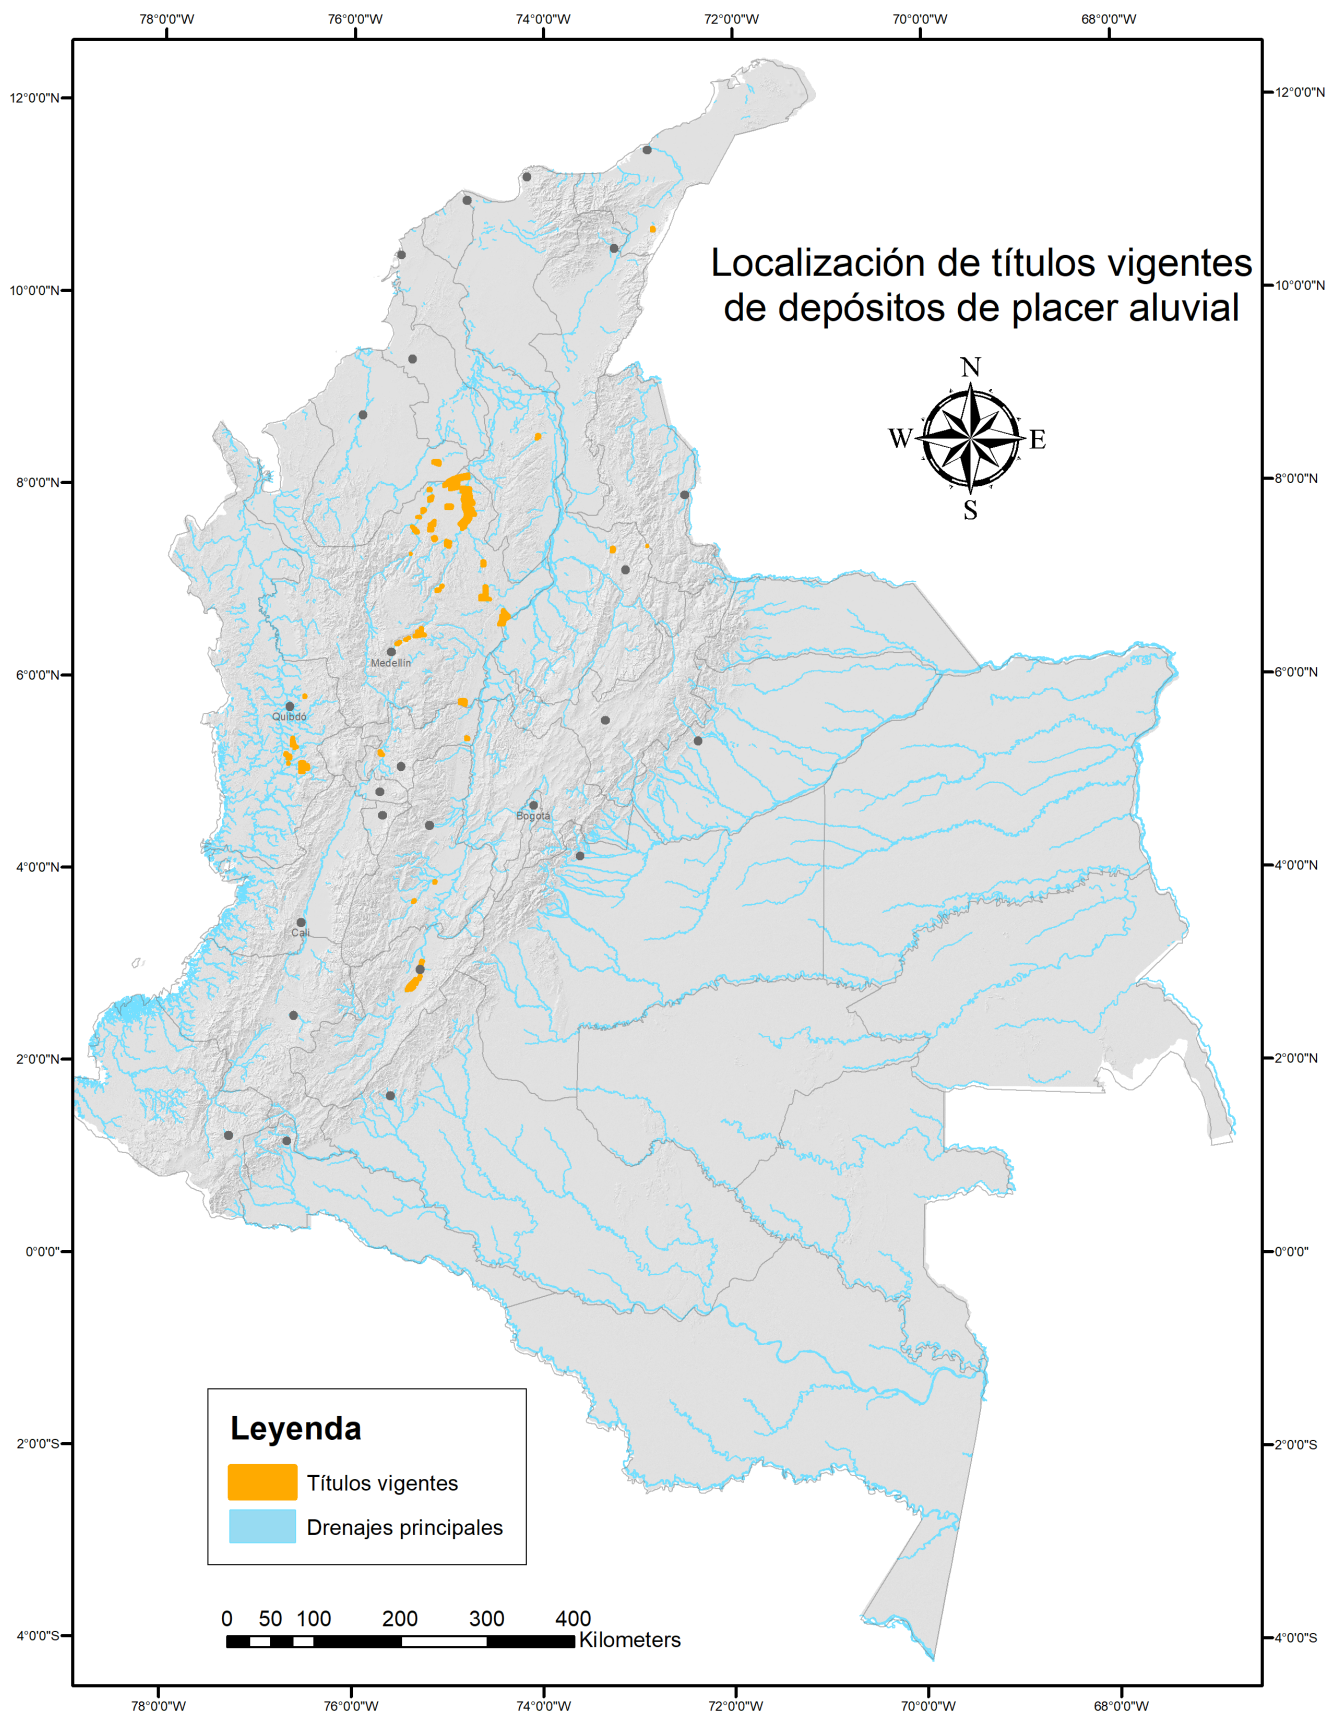 78°0'0"W 76°0'0"W 74°0'0"W 72°0'0"W 70°0'0"W 68°0'0"W
12°0'0"N 12°0'0"N
Localización de títulos vigentes
de depósitos de placer aluvial
10°0'0"N 10°0'0"N
N
W E
S
8°0'0"N 8°0'0"N
Medellín
6°0'0"N 6°0'0"N
Quibdó
Bogotá
4°0'0"N 4°0'0"N
Cali
2°0'0"N 2°0'0"N
0°0'0" 0°0'0"
Leyenda
Títulos vigentes
Drenajes principales
2°0'0"S 2°0'0"S
0 50 100 200 300 400
Kilometers
4°0'0"S 4°0'0"S
78°0'0"W 76°0'0"W 74°0'0"W 72°0'0"W 70°0'0"W 68°0'0"W